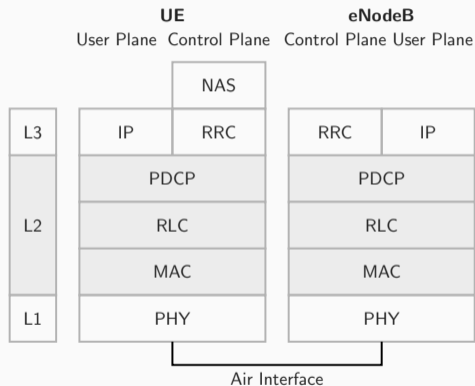 UE eNodeB
User Plane Control Plane Control Plane User Plane
NAS
L3 IP RRC RRC IP
PDCP PDCP
L2 RLC RLC
MAC MAC
L1 PHY PHY
Air Interface